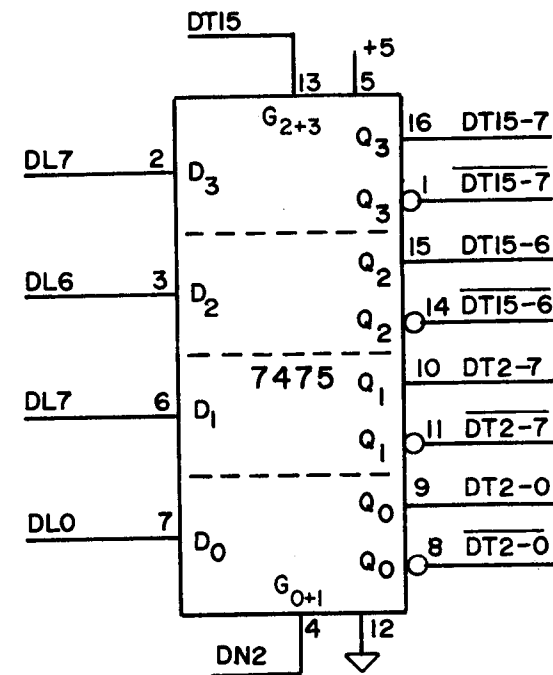 DT15
+5
13 5
G2+3
Q3 16 DT15-7
DL7 2 D3
Q3 1 DT15-7
Q2 15 DT15-6
DL6 3 D2
Q2 14 DT15-6
7475
Q1 10 DT2-7
DL7 6 D1
Q1 11 DT2-7
Q0 9 DT2-0
DL0 7 D0
Q0 8 DT2-0
G0+1
4 12
DN2